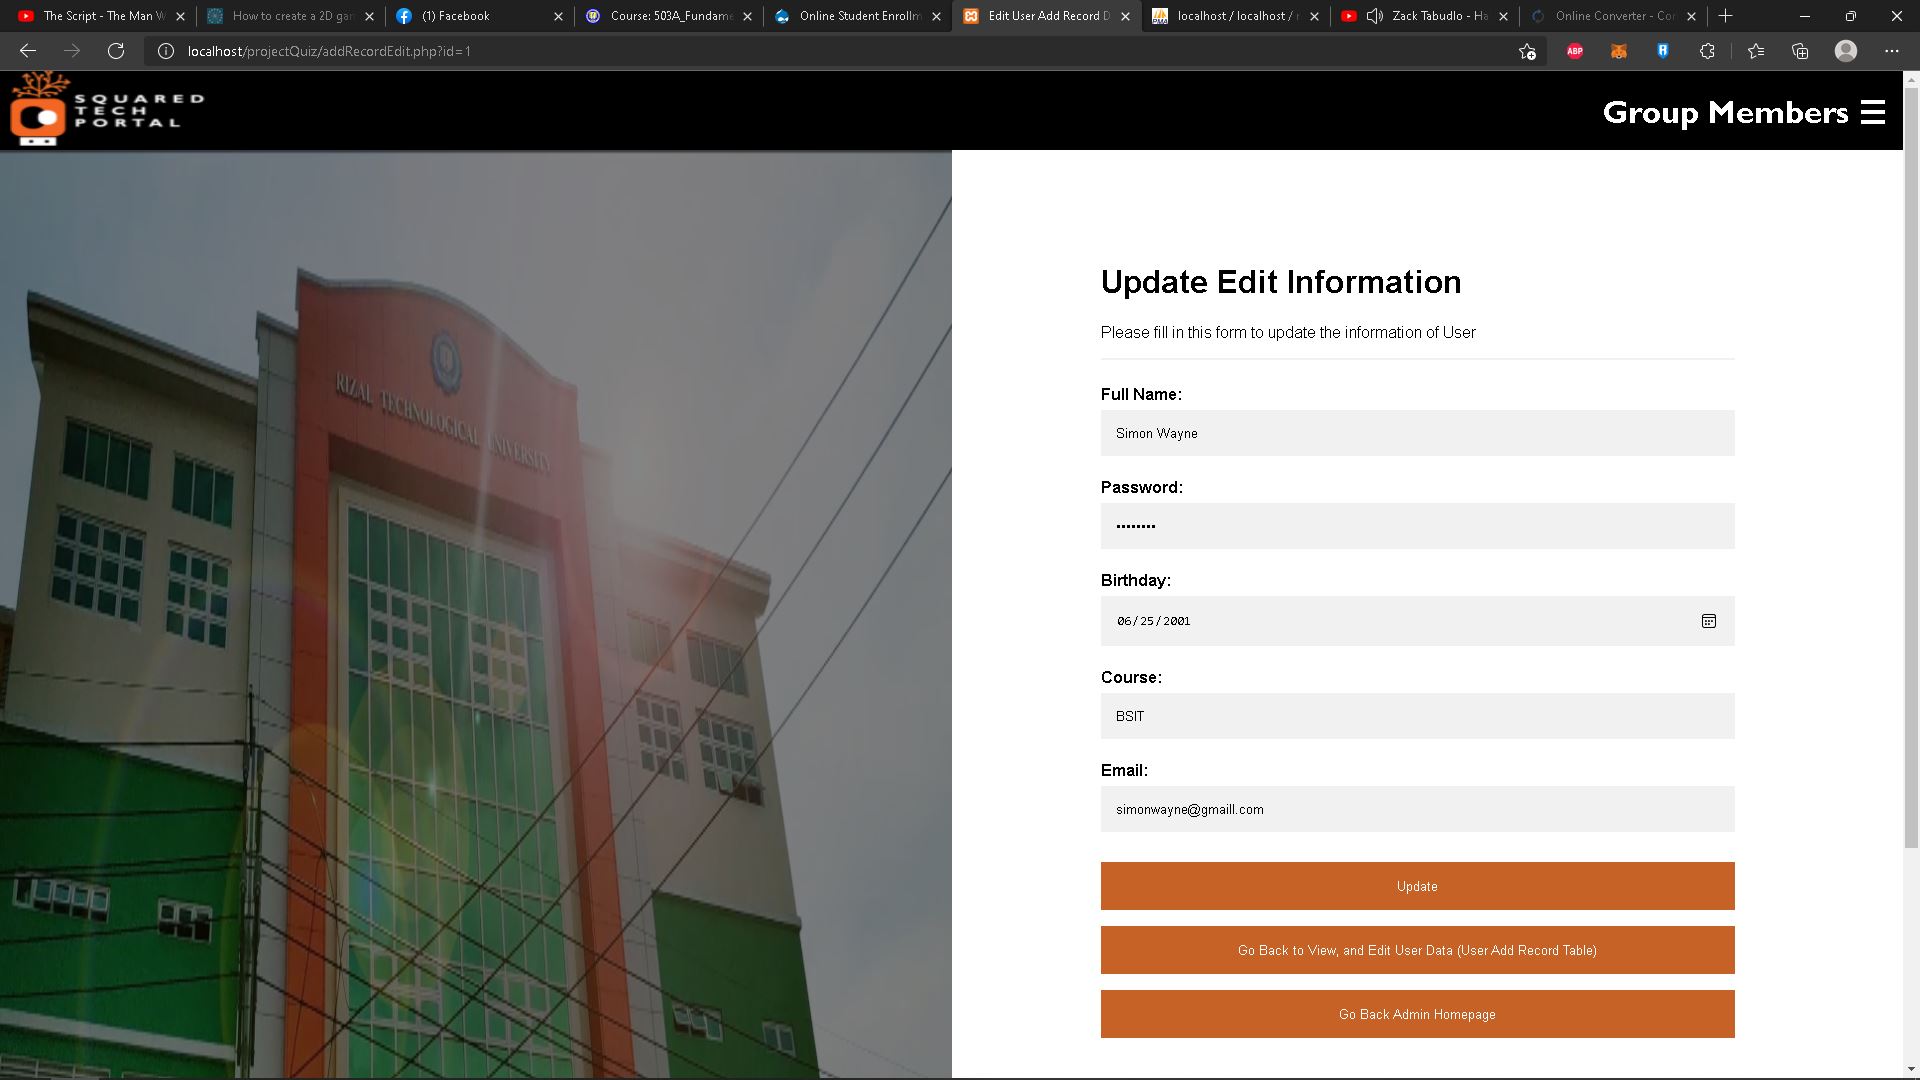 The Script - The Man W
How to create a 2D gam
(1) Facebook
Course: 503A_Fundame
Online Student Enrollm
Edit User Add Record D
localhost / localhost /
Zack Tabudlo - Ha
Online Converter - Con
localhost/projectQuiz/addRecordEdit.php?id=1
ABP
SQUARED
TECH
PORTAL
Group Members
RIZAL TECHNOLOGICAL UNIVERSITY
Update Edit Information
Please fill in this form to update the information of User
Full Name:
Simon Wayne
Password:
••••••••
Birthday:
06/25/2001
Course:
BSIT
Email:
simonwayne@gmaill.com
Update
Go Back to View, and Edit User Data (User Add Record Table)
Go Back Admin Homepage